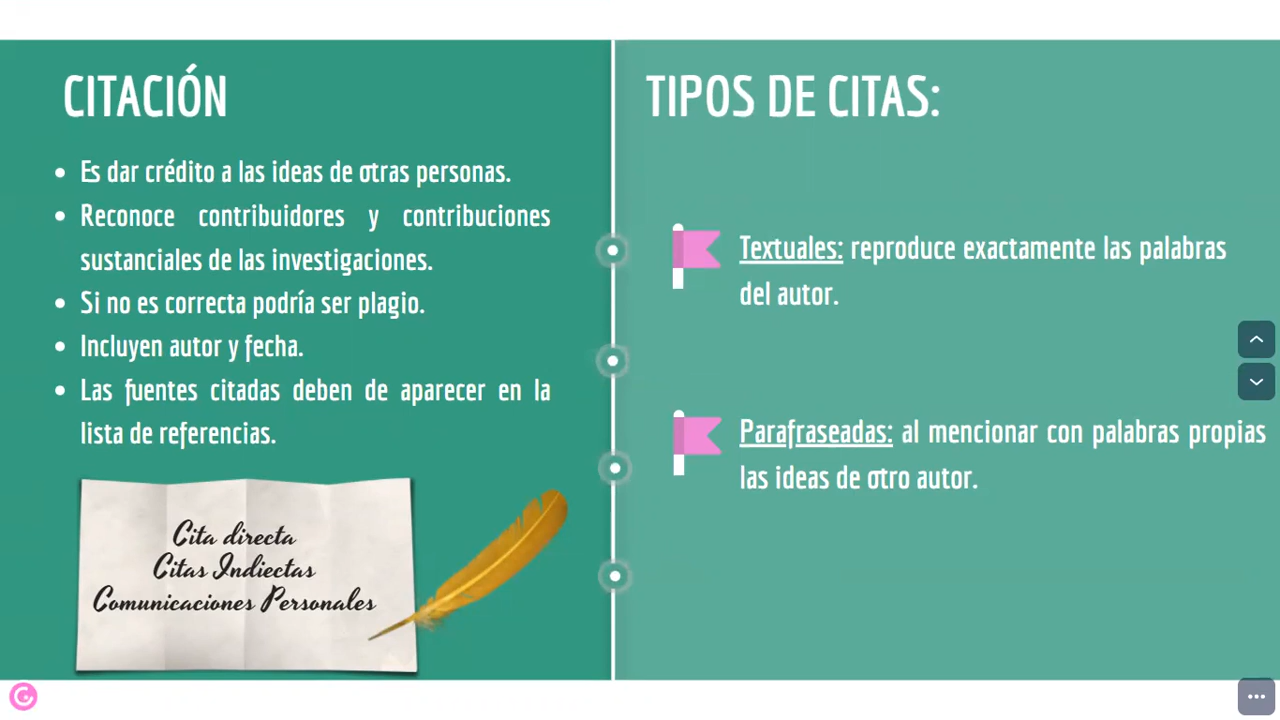 CITACIÓN
Es dar crédito a las ideas de otras personas.
Reconoce contribuidores y contribuciones
sustanciales de las investigaciones.
Si no es correcta podría ser plagio.
Incluyen autor y fecha.
Las fuentes citadas deben de aparecer en la
lista de referencias.
Cita directa
Citas Indiectas
Comunicaciones Personales
TIPOS DE CITAS:
Textuales: reproduce exactamente las palabras
del autor.
Parafraseadas: al mencionar con palabras propias
las ideas de otro autor.